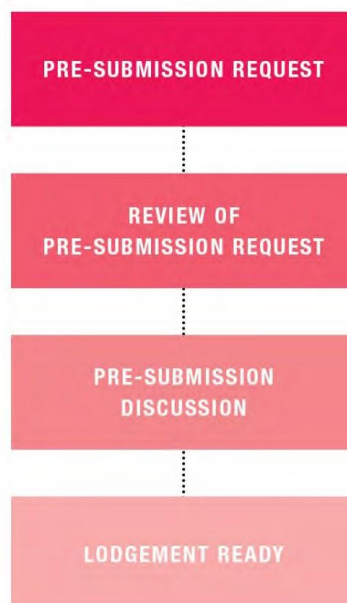 PRE-SUBMISSION REQUEST
REVIEW OF
PRE-SUBMISSION REQUEST
PRE-SUBMISSION
DISCUSSION
LODGEMENT READY